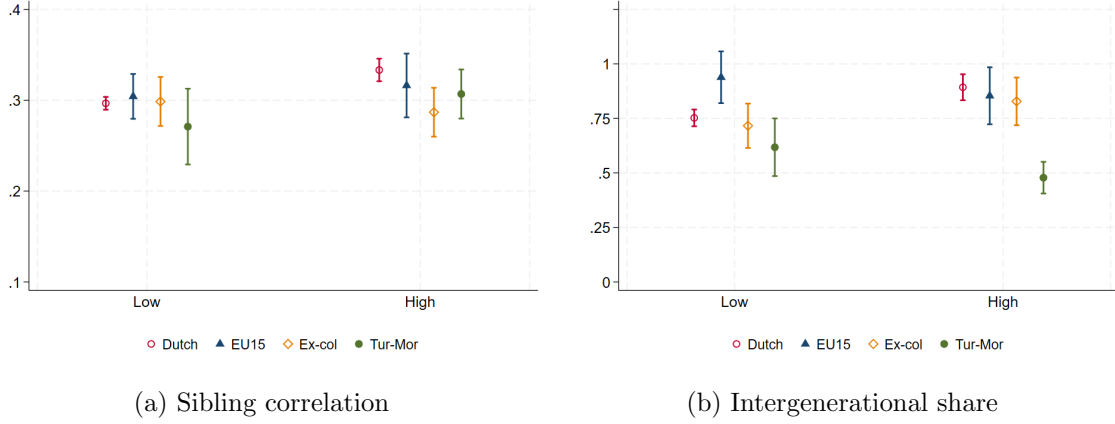 .4
.3
.2
.1
Low High
Dutch EU15 Ex-col Tur-Mor
(a) Sibling correlation
1
.75
.5
.25
0
Low High
Dutch EU15 Ex-col Tur-Mor
(b) Intergenerational share